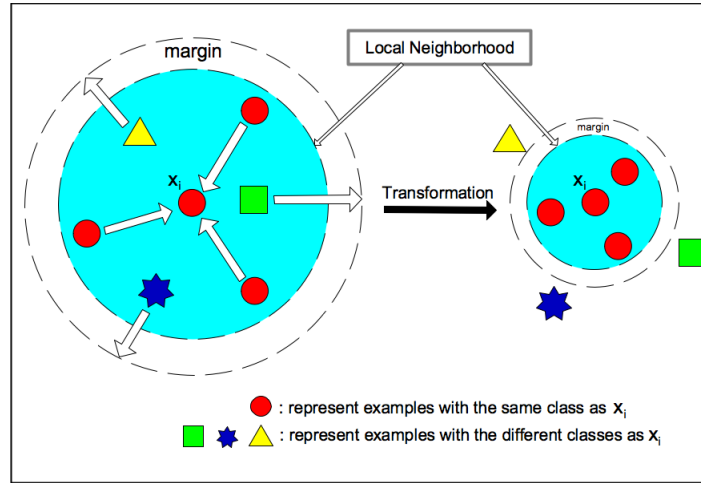 margin
Local Neighborhood
margin
Xi
Transformation
Xi
: represent examples with the same class as Xi
: represent examples with the different classes as Xi